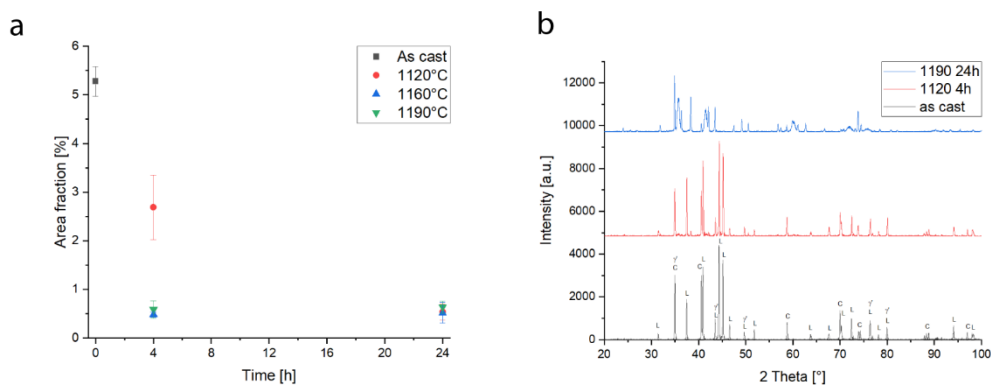 a
As cast
1120°C
1160°C
1190°C
Area fraction [%]
6
5
4
3
2
1
0
0 4 8 12 16 20 24
Time [h]
b
1190 24h
1120 4h
as cast
Intensity [a.u.]
12000
10000
8000
6000
4000
2000
0
L
γ'
C
L
C
L
L
L
γ'
L
L
γ'
L
C
L
L
C
L
L
C
γ'
L
L
γ'
L
C
L
C
L
20 30 40 50 60 70 80 90 100
2 Theta [°]